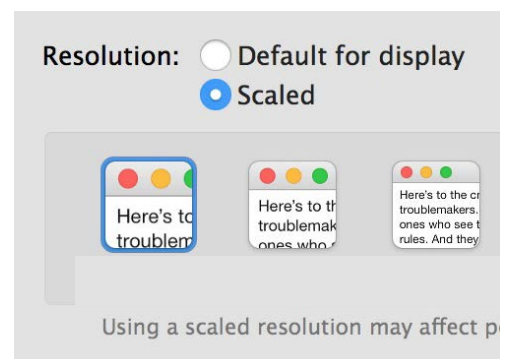 Resolution: Default for display
Scaled
Here's to
troublem
Here's to th
troublemak
ones who
Here's to the cr
troublemakers.
ones who see t
rules. And they
Using a scaled resolution may affect p